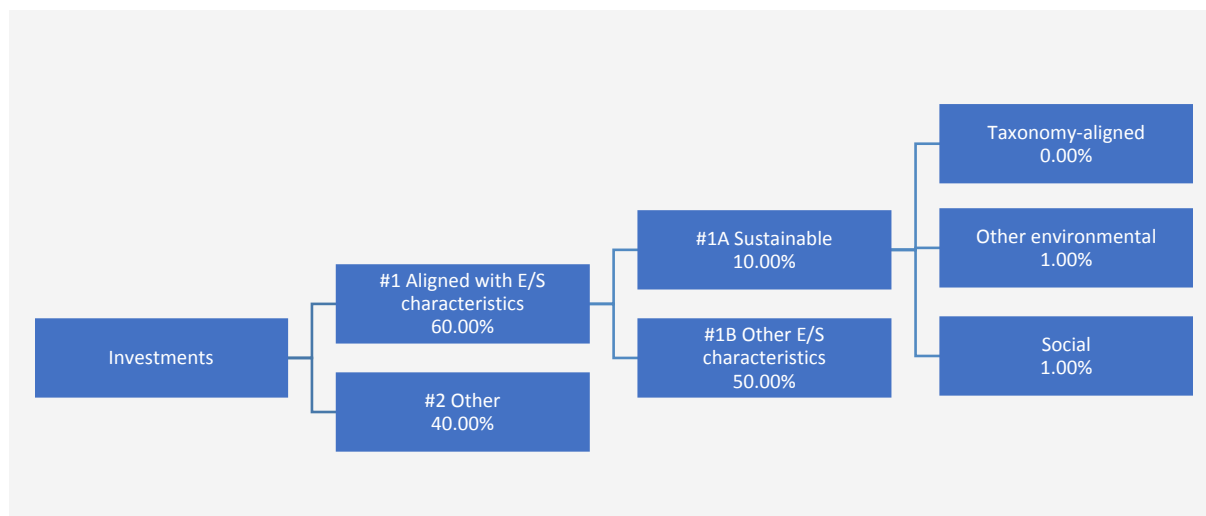 Investments
#1 Aligned with E/S
characteristics
60.00%
#2 Other
40.00%
#1A Sustainable
10.00%
#1B Other E/S
characteristics
50.00%
Taxonomy-aligned
0.00%
Other environmental
1.00%
Social
1.00%